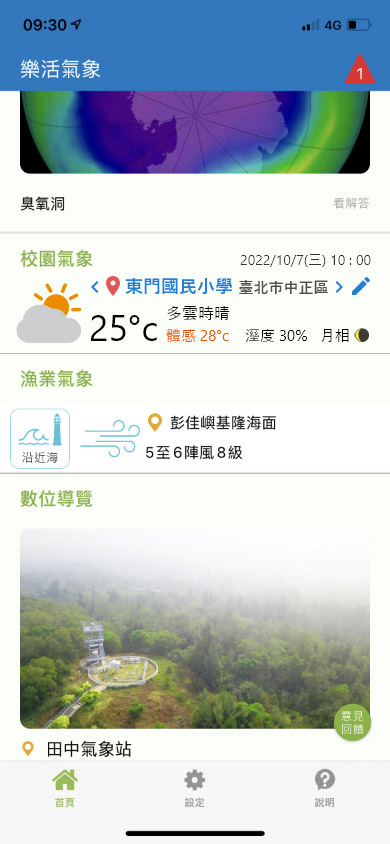 09:30
4G
樂活氣象
1
臭氧洞
看解答
校園氣象
2022/10/7(三) 10 : 00
東門國民小學 臺北市中正區
25°c
多雲時晴
體感 28°c
溼度 30%
月相
漁業氣象
沿近海
彭佳嶼基隆海面
5至6陣風8級
數位導覽
意見
回饋
田中氣象站
首頁
設定
說明